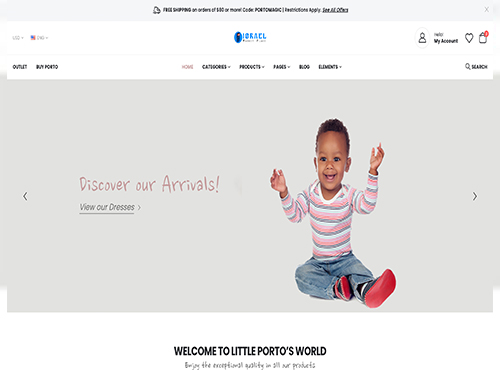 FREE SHIPPING on orders of $50 or more! Code: PORTOMAGIC | Restrictions Apply. See All Offers X
USD ENG
ISRAEL
Hello!
My Account
0
OUTLET BUY PORTO HOME CATEGORIES PRODUCTS PAGES BLOG ELEMENTS SEARCH
Discover our Arrivals!
View our Dresses
WELCOME TO LITTLE PORTO'S WORLD
Enjoy the exceptional quality in all our products